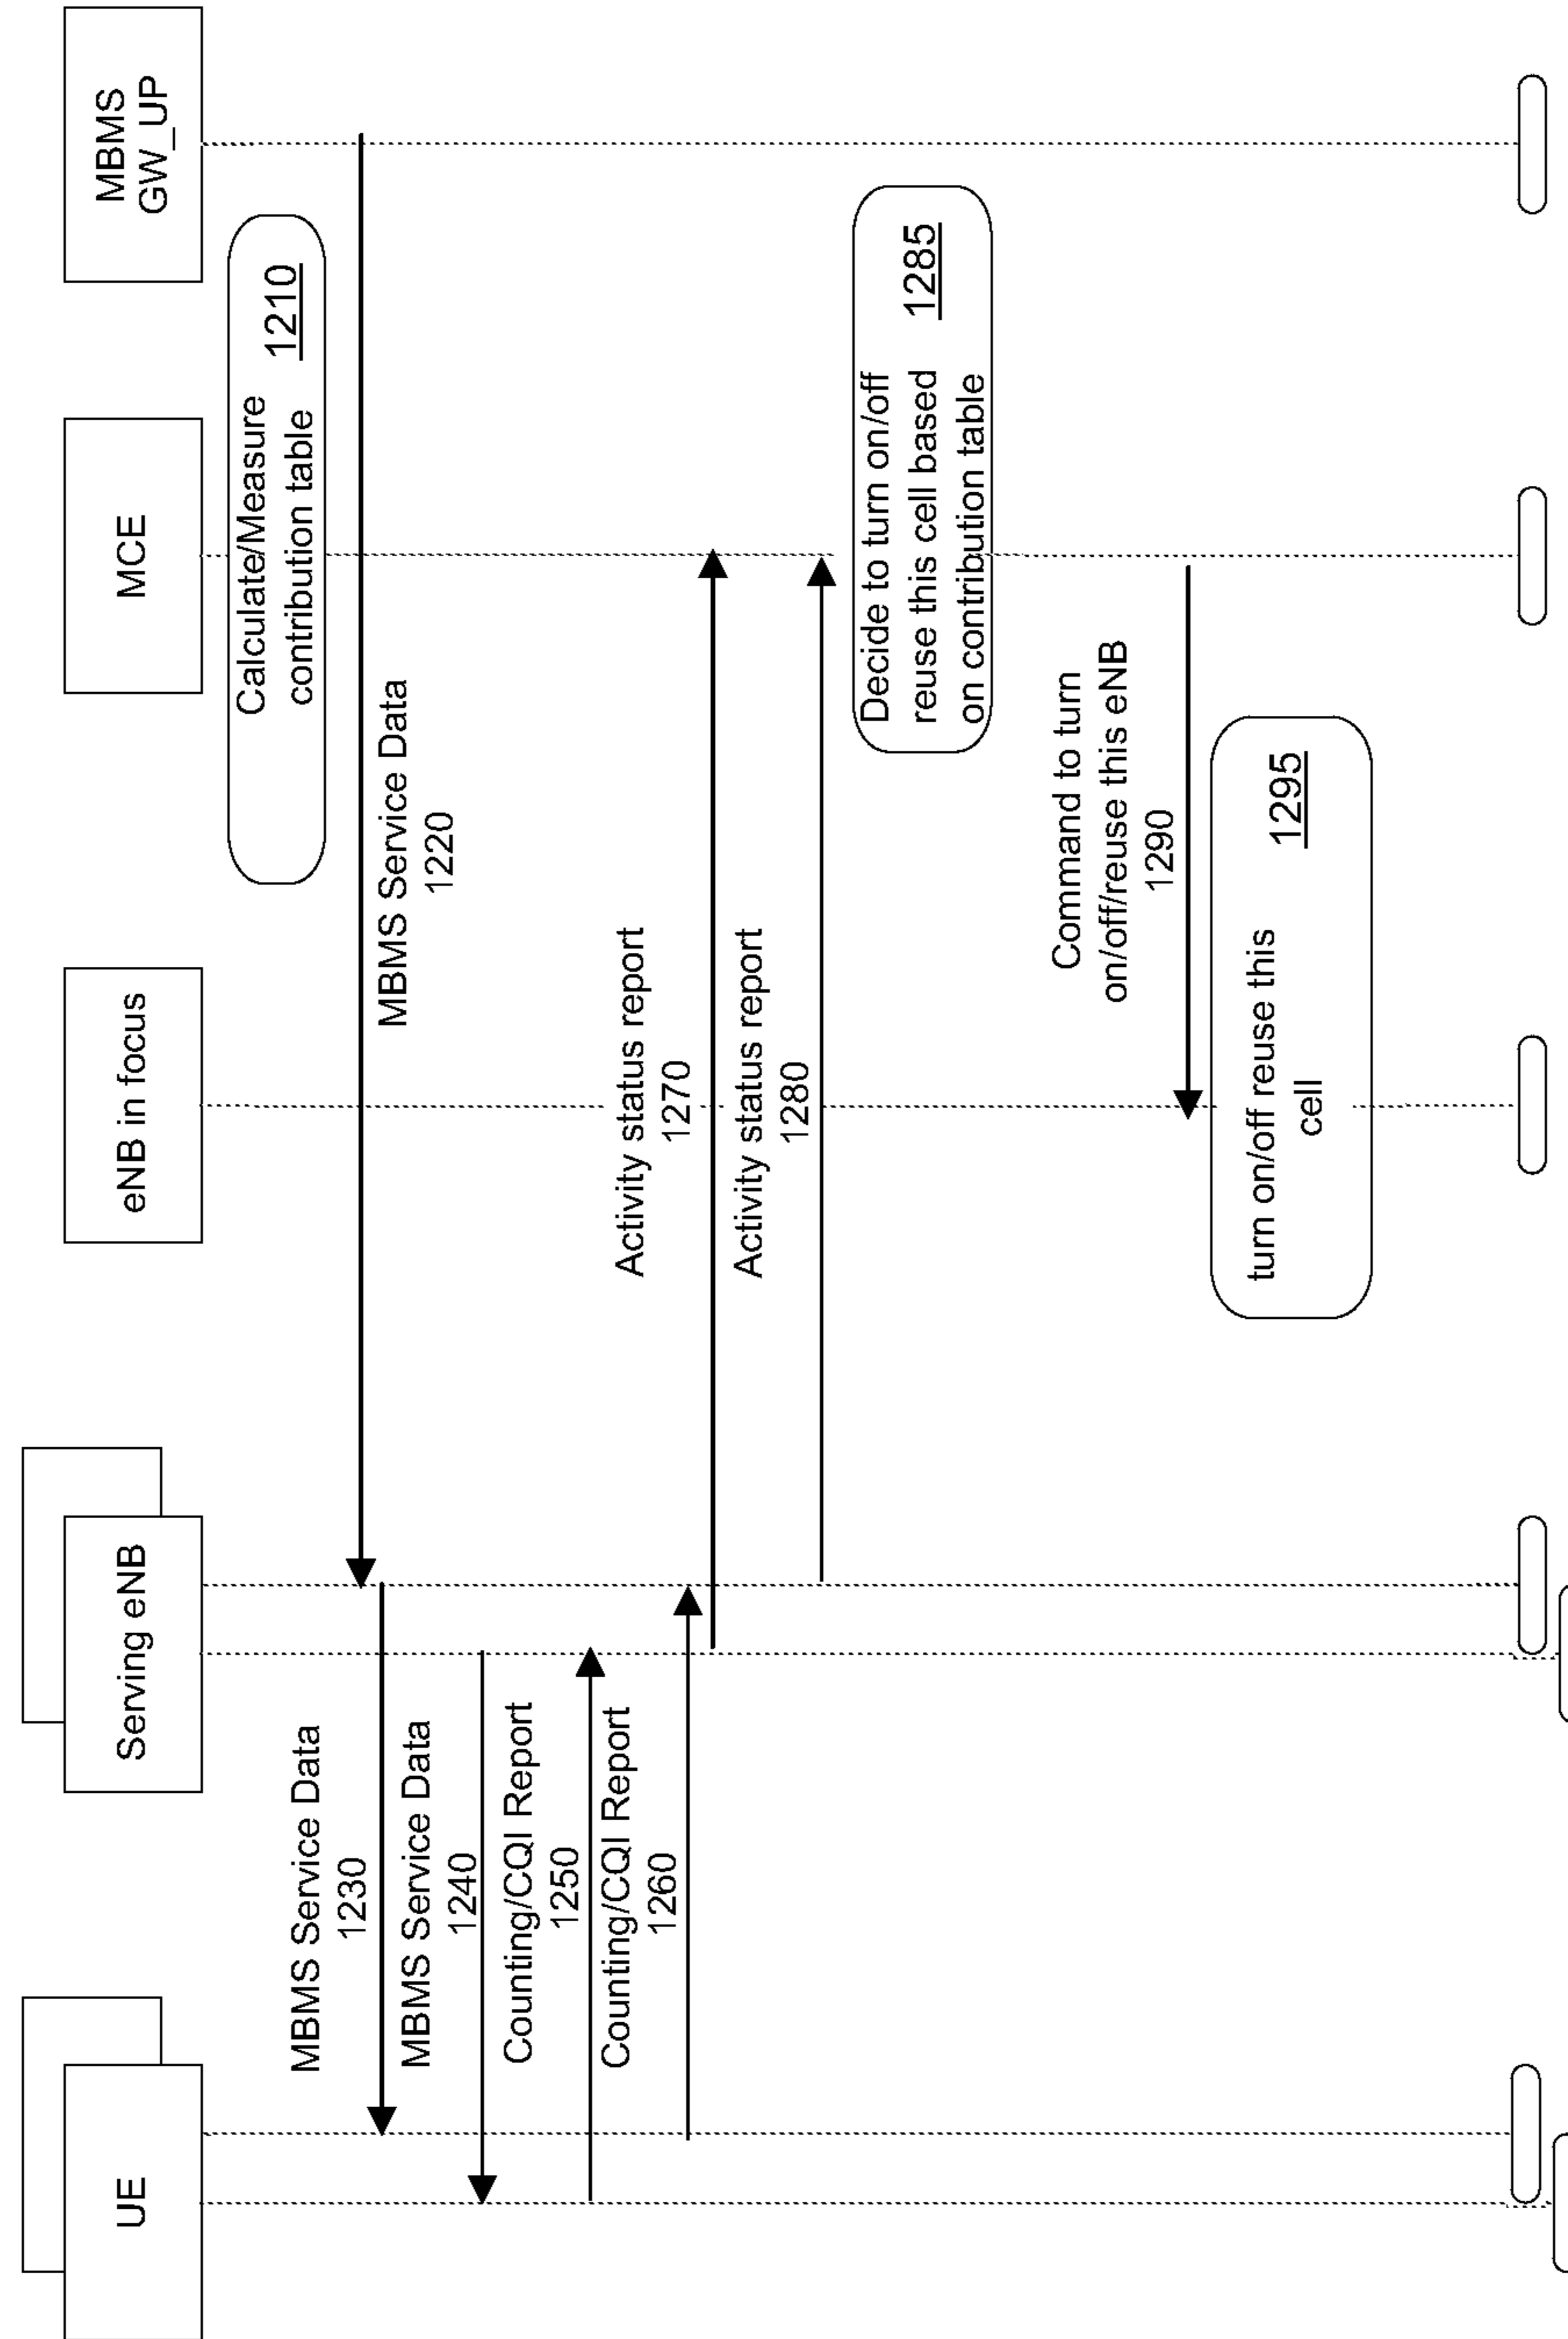 UE
Serving eNB
eNB in focus
MCE
MBMS
GW_UP
Calculate/Measure
contribution table
1210
MBMS Service Data
1220
MBMS Service Data
1230
MBMS Service Data
1240
Counting/CQI Report
1250
Counting/CQI Report
1260
Activity status report
1270
Activity status report
1280
Decide to turn on/off
reuse this cell based
on contribution table
1285
Command to turn
on/off/reuse this eNB
1290
turn on/off reuse this
cell
1295